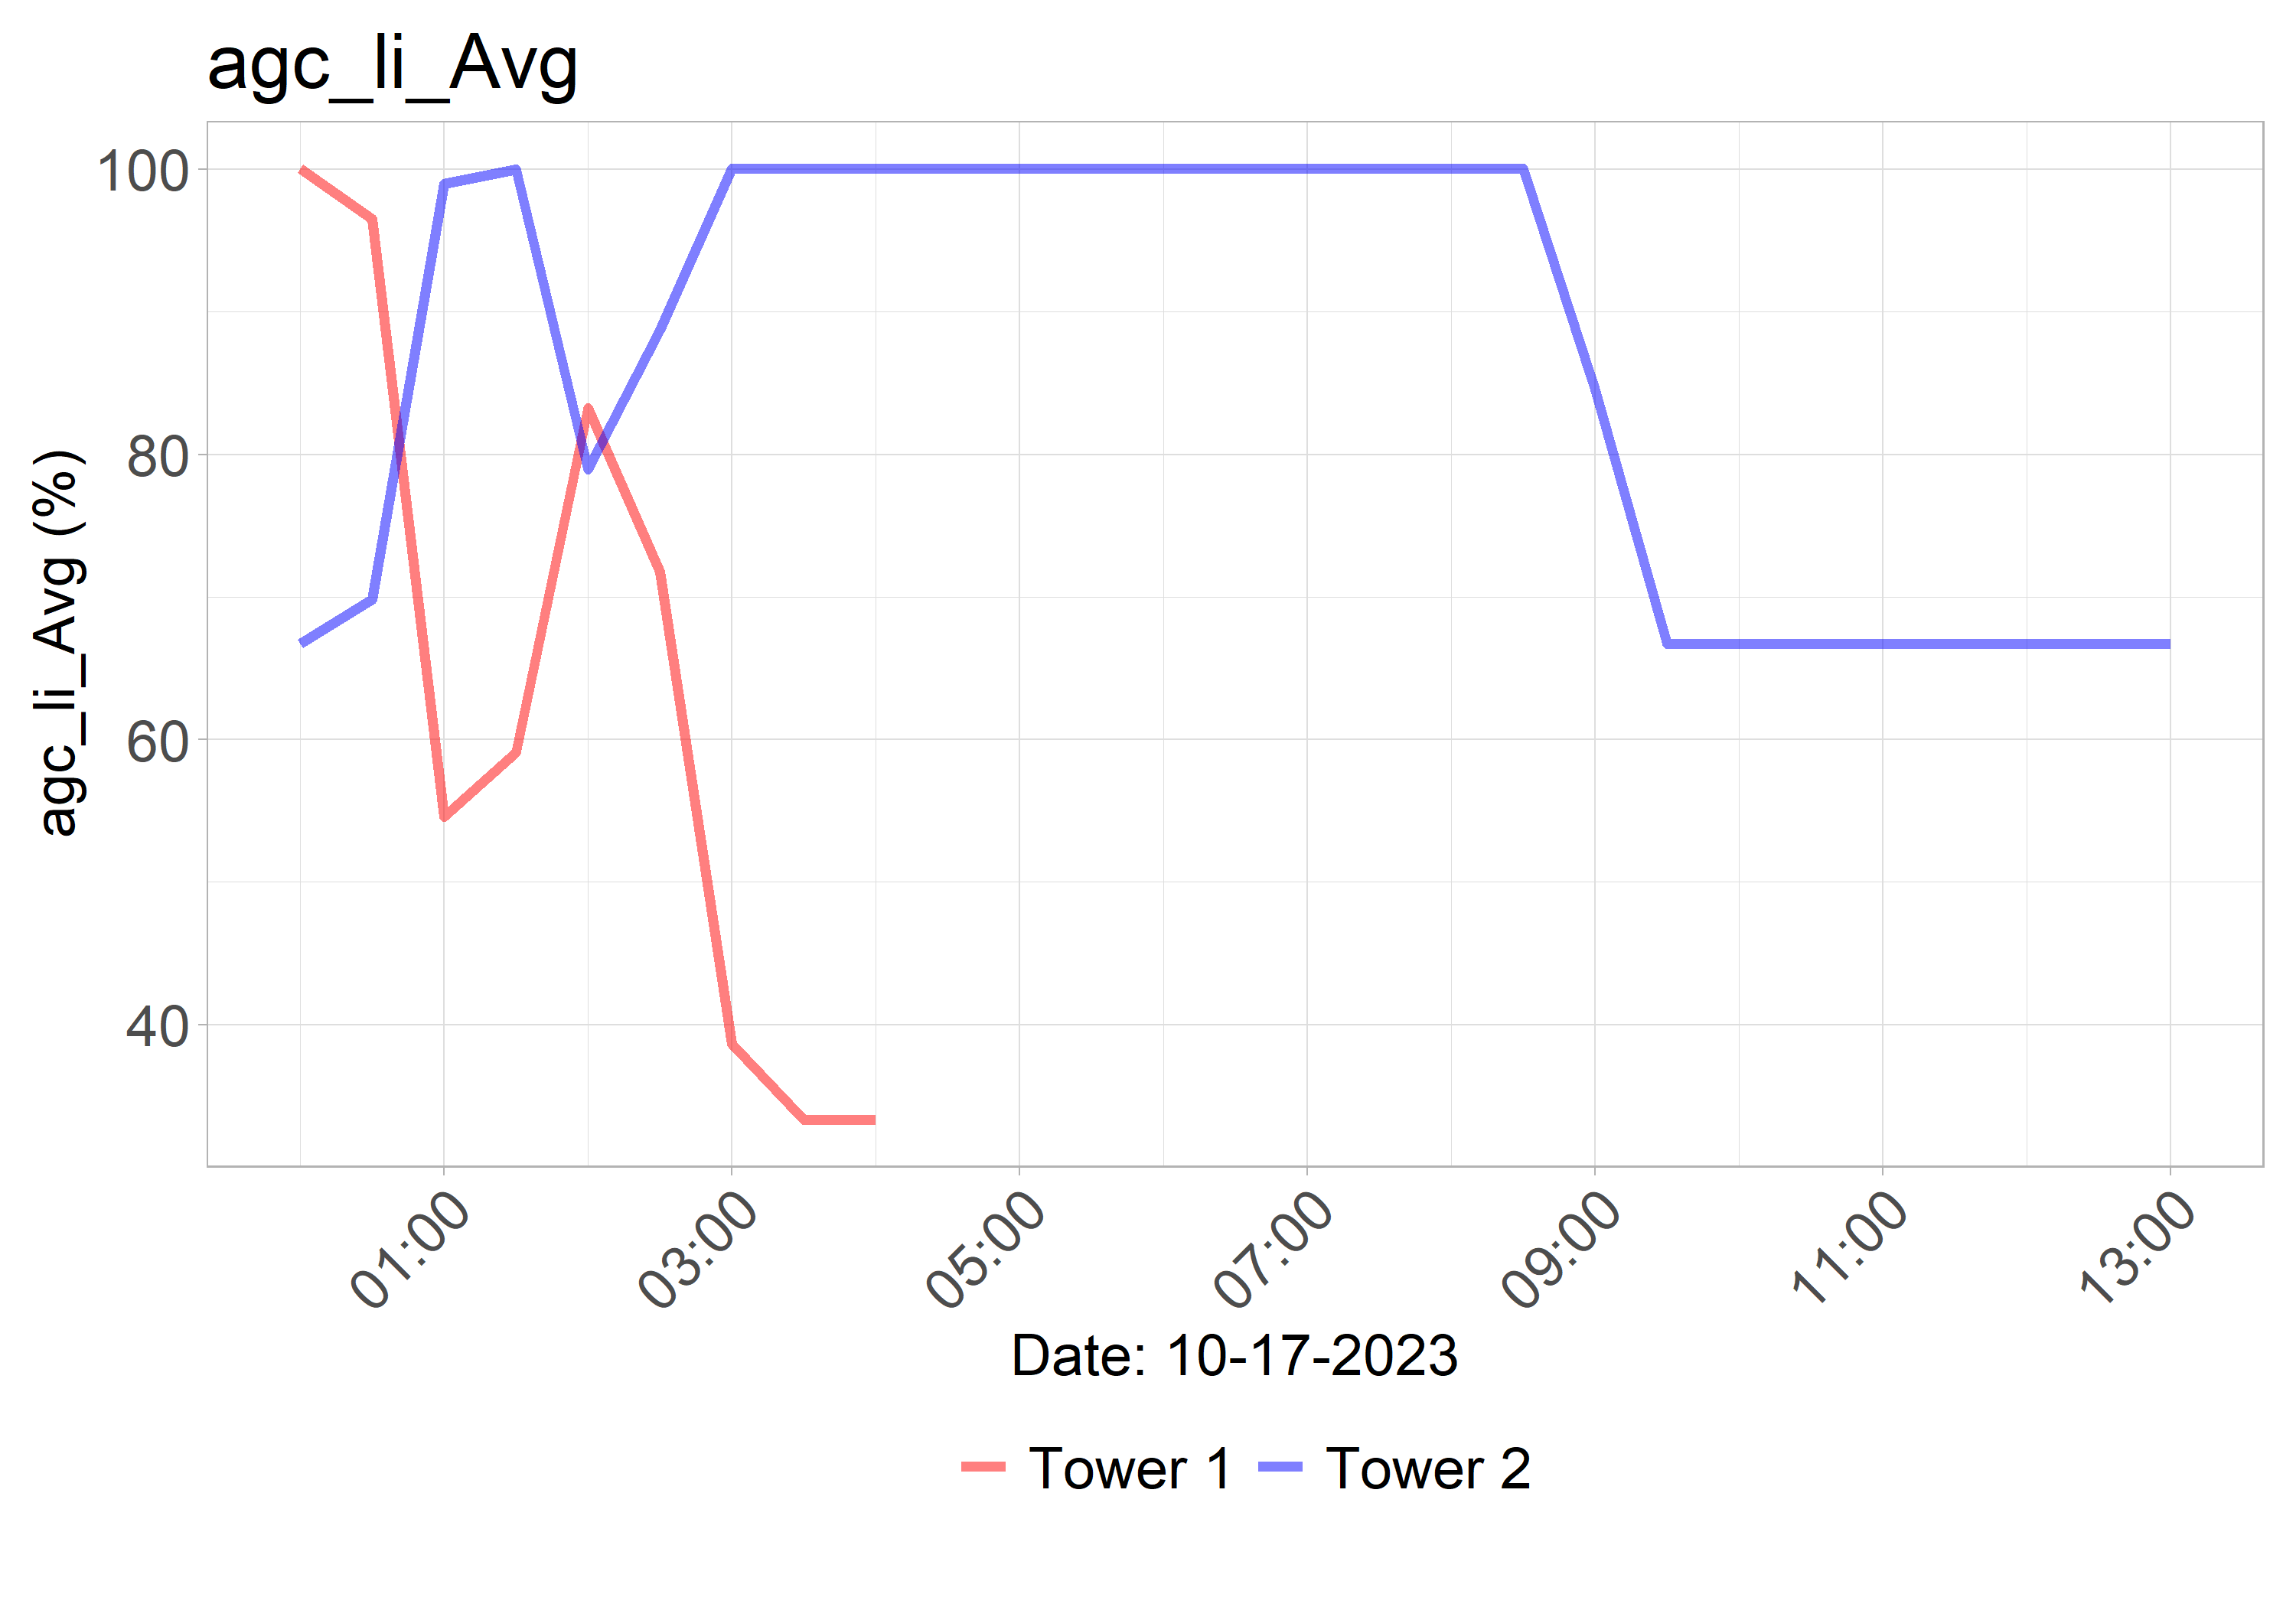 agc_li_Avg
agc_li_Avg (%)
100
80
60
40
01:00 03:00 05:00 07:00 09:00 11:00 13:00
Date: 10-17-2023
Tower 1 Tower 2